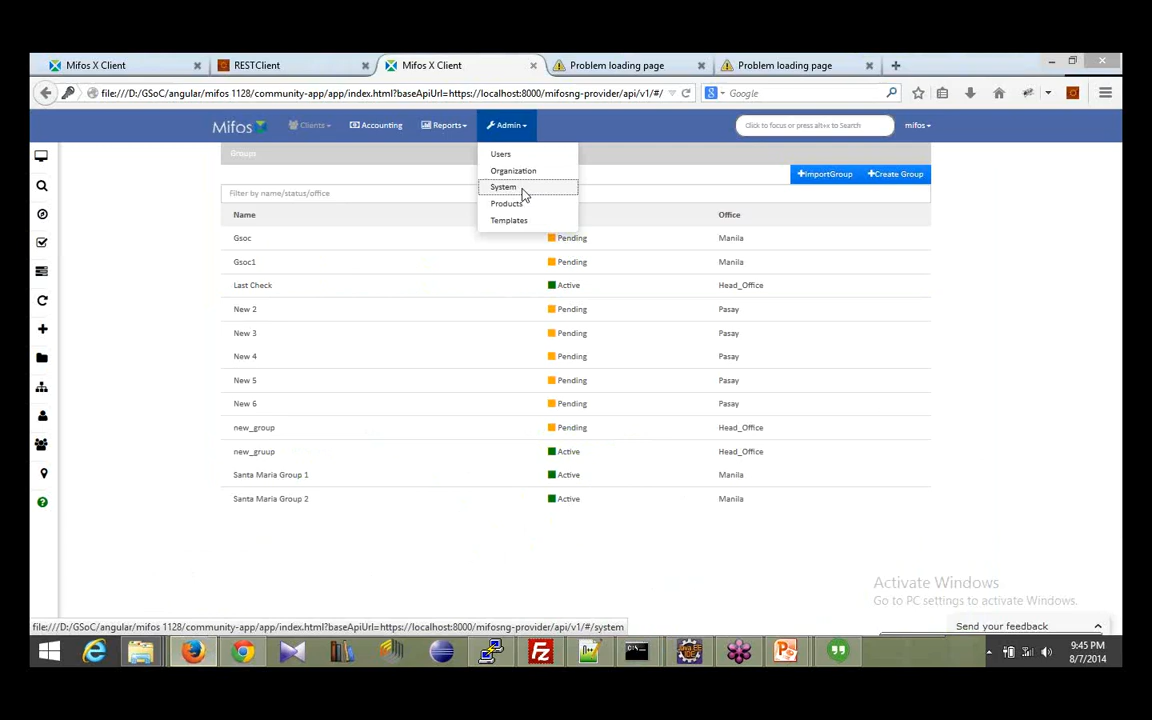 Mifos X Client
RESTClient
Mifos X Client
Problem loading page
Problem loading page
file:///D:/GSoC/angular/mifos 1128/community-app/app/index.html?baseApiUrl=https://localhost:8000/mifosng-provider/api/v1/#/
Google
Mifos
Clients
Accounting
Reports
Admin
Click to focus or press alt+x to Search
mifos
Groups
Users
Organization
System
Products
Templates
ImportGroup
Create Group
Filter by name/status/office
Name Office
Gsoc Pending Manila
Gsoc1 Pending Manila
Last Check Active Head_Office
New 2 Pending Pasay
New 3 Pending Pasay
New 4 Pending Pasay
New 5 Pending Pasay
New 6 Pending Pasay
new_group Pending Head_Office
new_gruup Active Head_Office
Santa Maria Group 1 Active Manila
Santa Maria Group 2 Active Manila
Activate Windows
Go to PC settings to activate Windows.
file:///D:/GSoC/angular/mifos 1128/community-app/app/index.html?baseApiUrl=https://localhost:8000/mifosng-provider/api/v1/#/system
Send your feedback
9:45 PM
8/7/2014